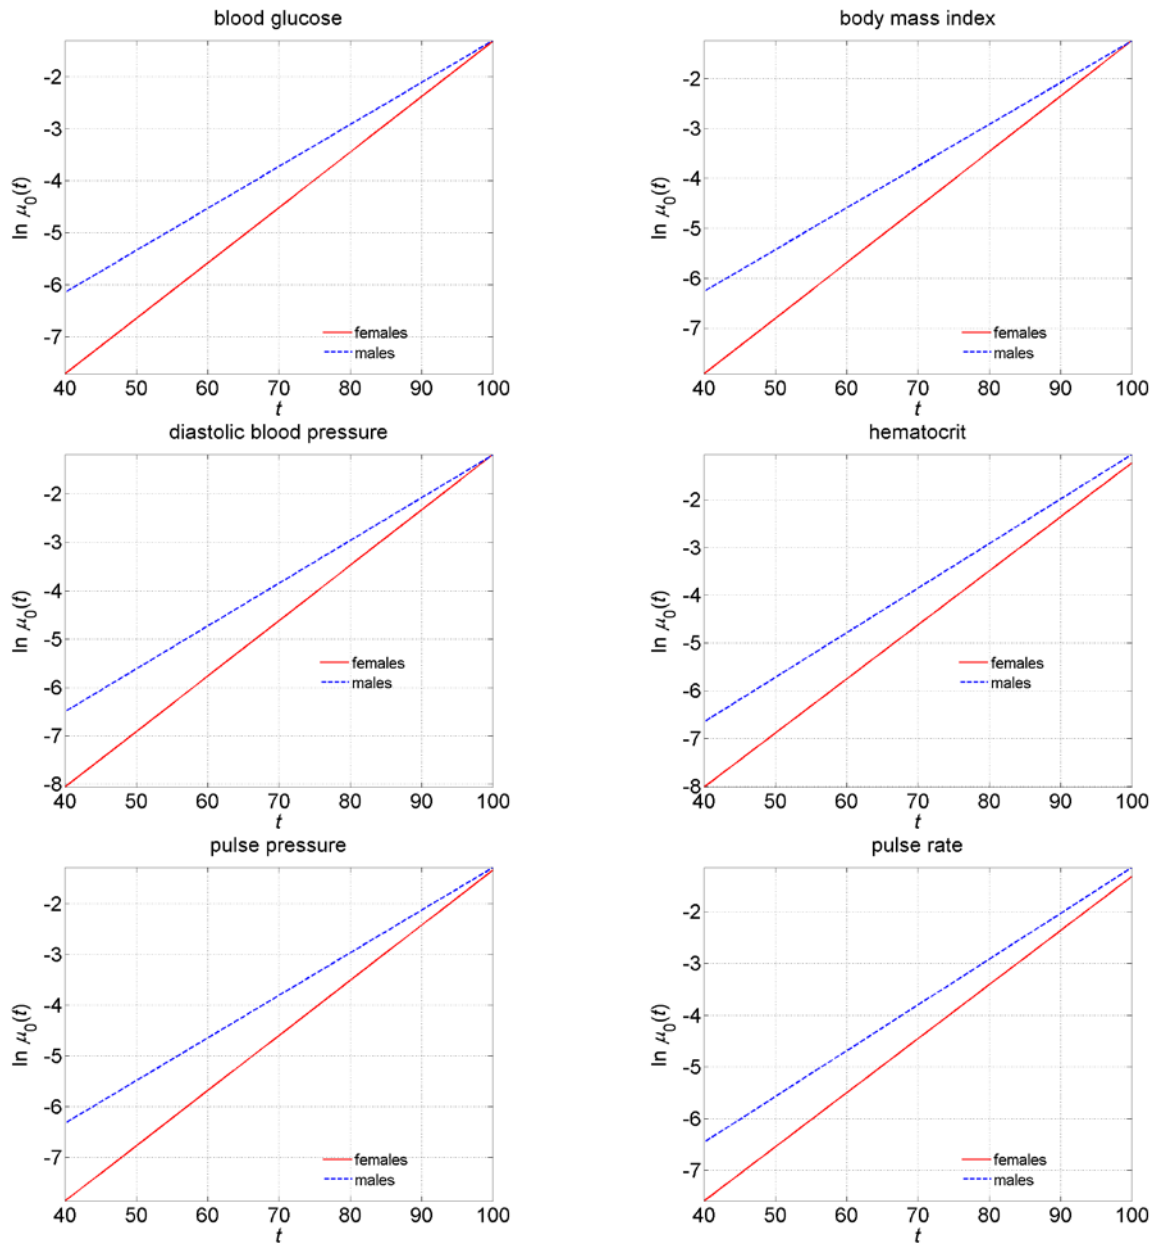 blood glucose
ln μ0(t)
-2
-3
-4
-5
-6
-7
females
males
40 50 60 70 80 90 100
t
body mass index
ln μ0(t)
-2
-3
-4
-5
-6
-7
females
males
40 50 60 70 80 90 100
t
diastolic blood pressure
ln μ0(t)
-2
-3
-4
-5
-6
-7
-8
females
males
40 50 60 70 80 90 100
t
hematocrit
ln μ0(t)
-2
-3
-4
-5
-6
-7
-8
females
males
40 50 60 70 80 90 100
t
pulse pressure
ln μ0(t)
-2
-3
-4
-5
-6
-7
females
males
40 50 60 70 80 90 100
t
pulse rate
ln μ0(t)
-2
-3
-4
-5
-6
-7
females
males
40 50 60 70 80 90 100
t